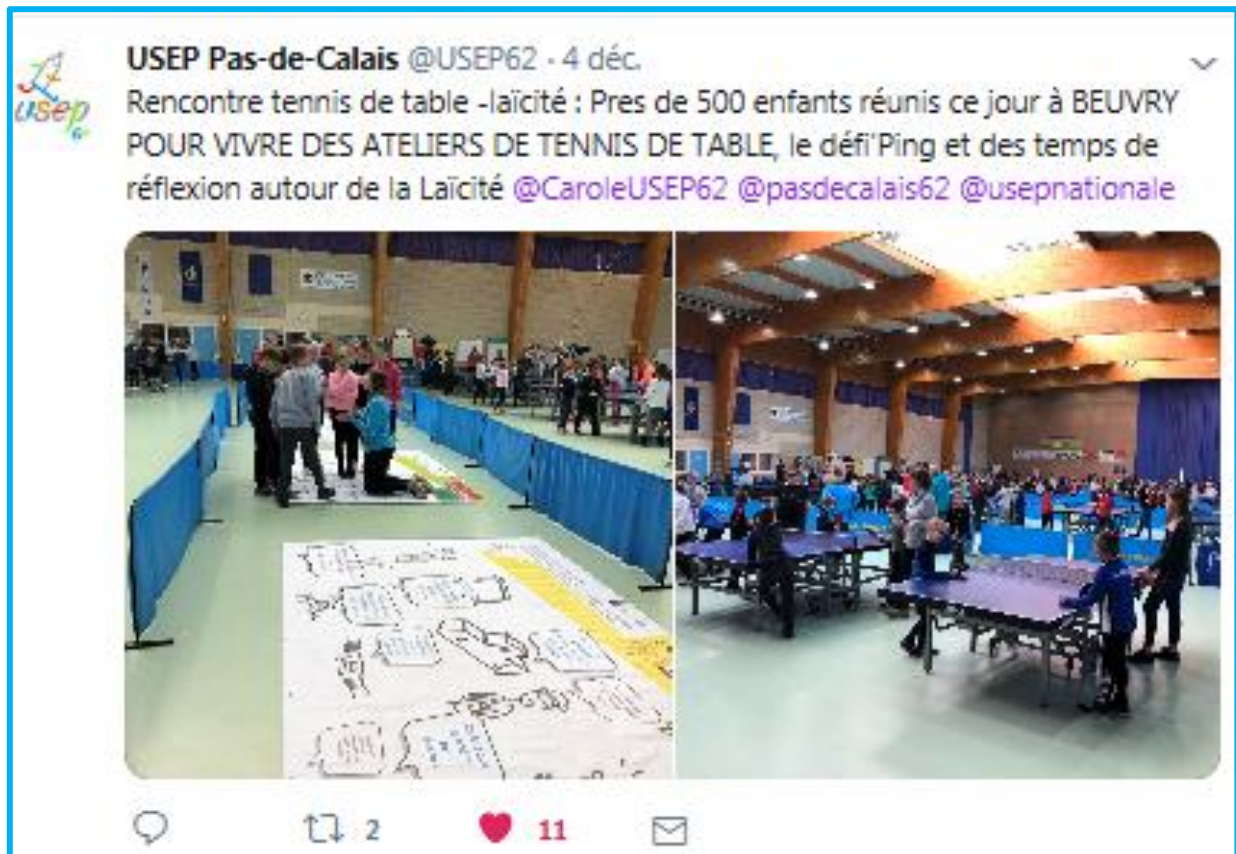 usep
USEP Pas-de-Calais @USEP62 · 4 déc.
Rencontre tennis de table -laïcité : Pres de 500 enfants réunis ce jour à BEUVRY
POUR VIVRE DES ATELIERS DE TENNIS DE TABLE, le défi'Ping et des temps de
réflexion autour de la Laïcité @CaroleUSEP62 @pasdecalais62 @usepnationale
2
11